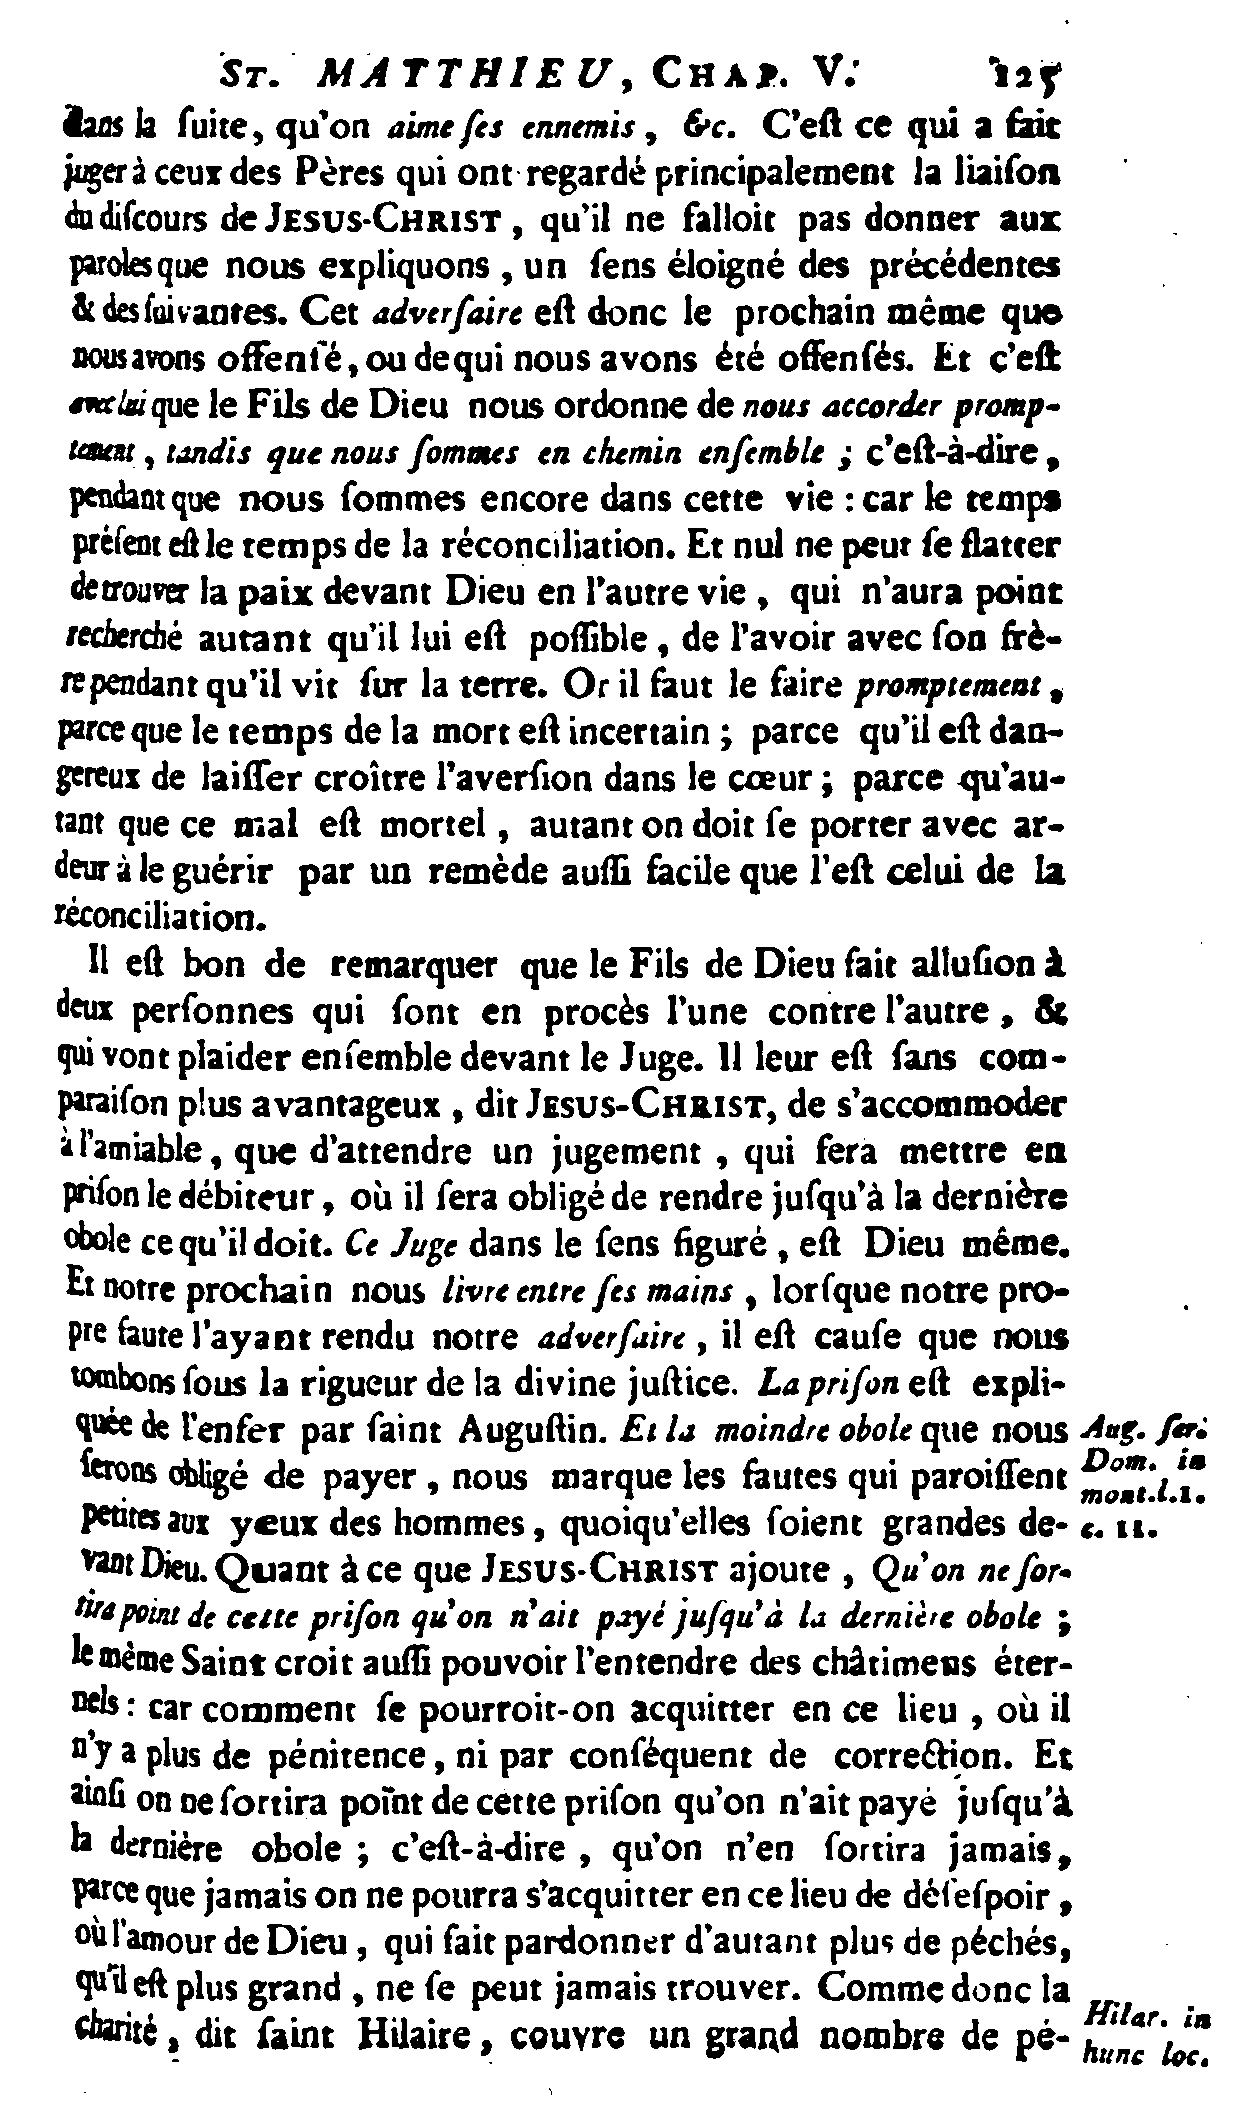 ST. MATTHIEU, CHAP. V. 125
dans la ſuite, qu'on aime ſes ennemis, &c. C'eſt ce qui a fait
juger à ceux des Pères qui ont regardé principalement la liaiſon
du diſcours de JESUS-CHRIST, qu'il ne falloit pas donner aux
paroles que nous expliquons, un ſens éloigné des précédentes
& des ſuivantes. Cet adverſaire eſt donc le prochain même que
nous avons offenſé, ou de qui nous avons été offenſés. Et c'eſt
avec lui que le Fils de Dieu nous ordonne de nous accorder promp-
tement, tandis que nous ſommes en chemin enſemble; c'eſt-à-dire,
pendant que nous ſommes encore dans cette vie : car le temps
préſent eſt le temps de la réconciliation. Et nul ne peut ſe flatter
de trouver la paix devant Dieu en l'autre vie, qui n'aura point
recherché autant qu'il lui eſt poſſible, de l'avoir avec ſon frè-
re pendant qu'il vit ſur la terre. Or il faut le faire promptement,
parce que le temps de la mort eſt incertain; parce qu'il eſt dan-
gereux de laiſſer croître l'averſion dans le cœur; parce qu'au-
tant que ce mal eſt mortel, autant on doit ſe porter avec ar-
deur à le guérir par un remède auſſi facile que l'eſt celui de la
réconciliation.
Il eſt bon de remarquer que le Fils de Dieu fait alluſion à
deux perſonnes qui ſont en procès l'une contre l'autre, &
qui vont plaider enſemble devant le Juge. Il leur eſt ſans com-
paraiſon plus avantageux, dit JESUS-CHRIST, de s'accommoder
à l'amiable, que d'attendre un jugement, qui fera mettre en
priſon le débiteur, où il ſera obligé de rendre juſqu'à la dernière
obole ce qu'il doit. Ce Juge dans le ſens figuré, eſt Dieu même.
Et notre prochain nous livre entre ſes mains, lorſque notre pro-
pre faute l'ayant rendu notre adverſaire, il eſt cauſe que nous
tombons ſous la rigueur de la divine juſtice. La priſon eſt expli-
quée de l'enfer par ſaint Auguſtin. Et la moindre obole que nous
ſerons obligé de payer, nous marque les fautes qui paroiſſent
petites aux yeux des hommes, quoiqu'elles ſoient grandes de-
vant Dieu. Quant à ce que JESUS-CHRIST ajoute, Qu'on ne ſor-
tira point de cette priſon qu'on n'ait payé juſqu'à la dernière obole;
le même Saint croit auſſi pouvoir l'entendre des châtimens éter-
nels : car comment ſe pourroit-on acquitter en ce lieu, où il
n'y a plus de pénitence, ni par conſéquent de correction. Et
ainſi on ne ſortira point de cette priſon qu'on n'ait payé juſqu'à
la dernière obole; c'eſt-à-dire, qu'on n'en ſortira jamais,
parce que jamais on ne pourra s'acquitter en ce lieu de déſeſpoir,
où l'amour de Dieu, qui fait pardonner d'autant plus de péchés,
qu'il eſt plus grand, ne ſe peut jamais trouver. Comme donc la
charité, dit ſaint Hilaire, couvre un grand nombre de pé-
Aug. ſer.
Dom. in
mont.l.1.
c. 11.
Hilar. in
hunc loc.